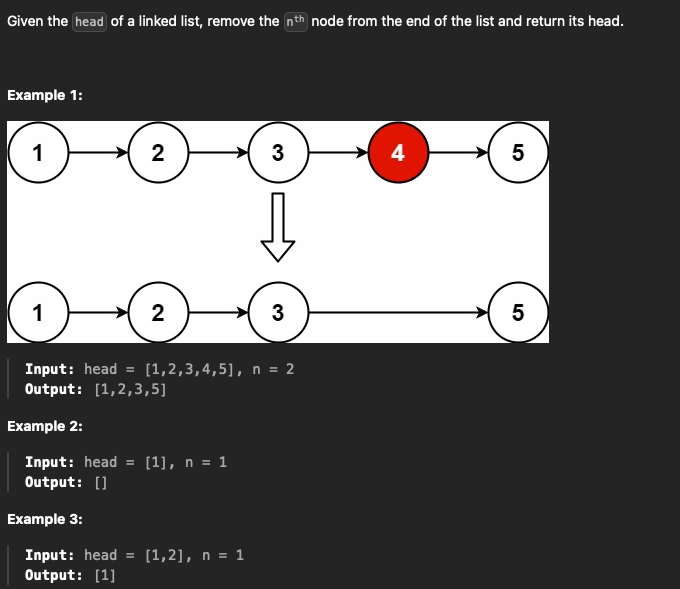 Given the head of a linked list, remove the nth node from the end of the list and return its head.
Example 1:
1 2 3 4 5
1 2 3 5
Input: head = [1,2,3,4,5], n = 2
Output: [1,2,3,5]
Example 2:
Input: head = [1], n = 1
Output: []
Example 3:
Input: head = [1,2], n = 1
Output: [1]